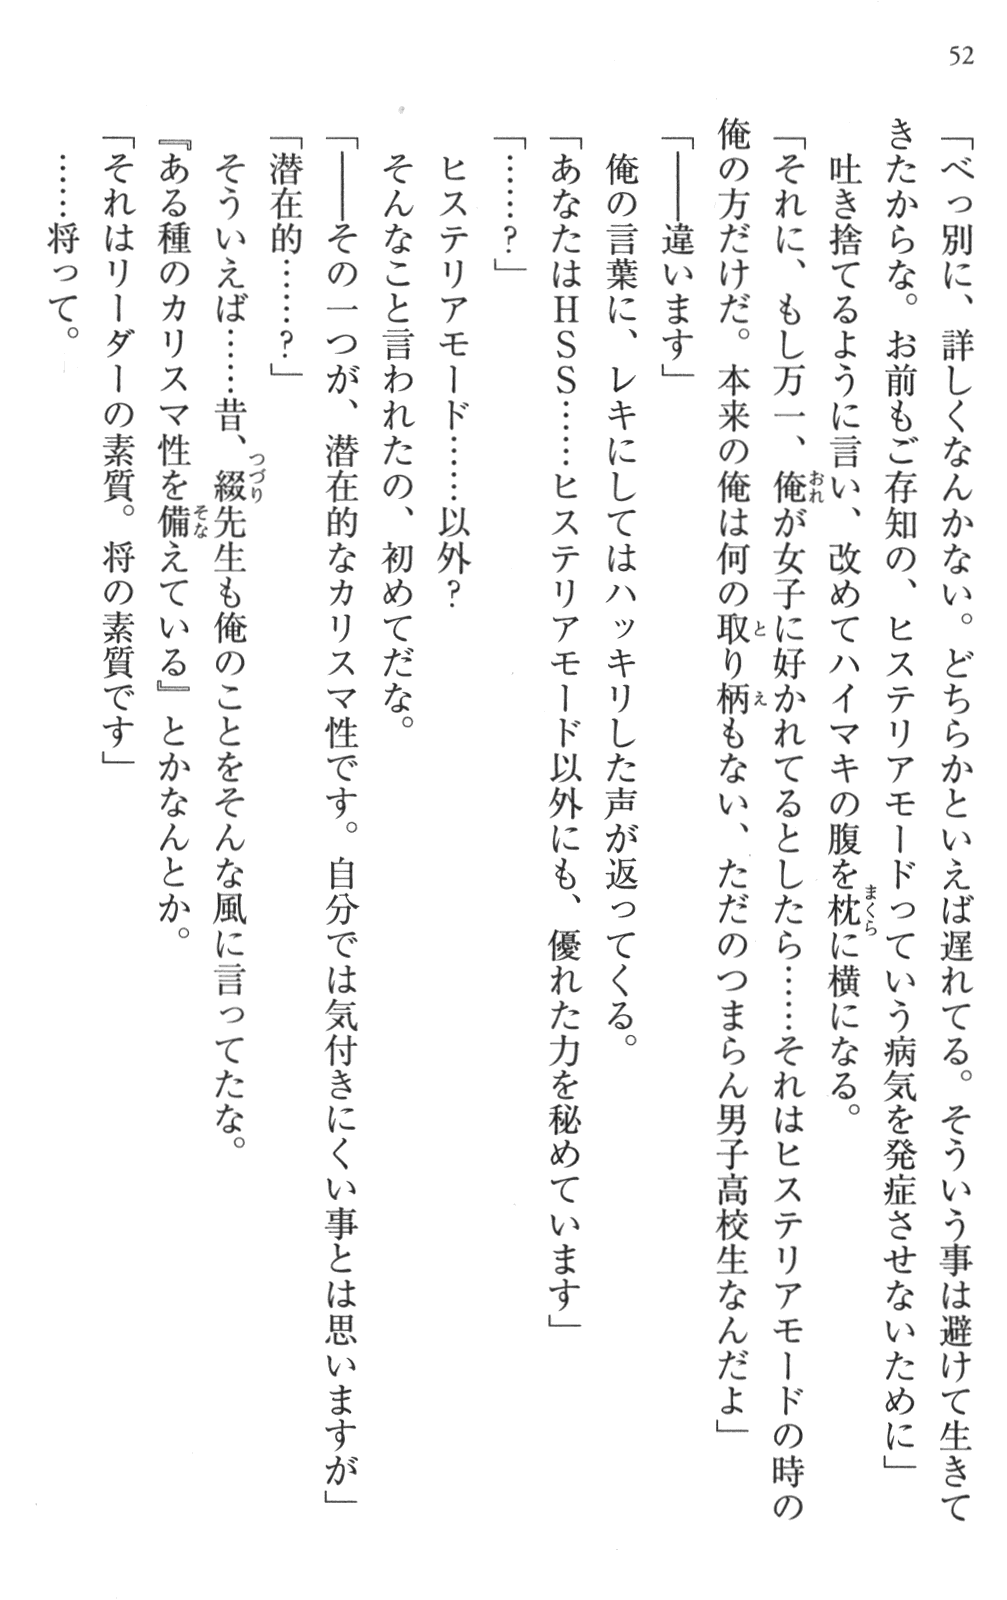 52
「べっ別に、詳しくなんかない。どちらかといえば遅れてる。そういう事は避けて生きて
きたからな。お前もご存知の、ヒステリアモードっていう病気を発症させないために」
吐き捨てるように言い、改めてハイマキの腹を枕に横になる。
「それに、もし万一、俺が女子に好かれてるとしたら……それはヒステリアモードの時の
俺の方だけだ。本来の俺は何の取り柄もない、ただのつまらん男子高校生なんだよ」
「――違います」
俺の言葉に、レキにしてはハッキリした声が返ってくる。
「あなたはＨＳＳ……ヒステリアモード以外にも、優れた力を秘めています」
「……？」
ヒステリアモード……以外？
そんなこと言われたの、初めてだな。
「――その一つが、潜在的なカリスマ性です。自分では気付きにくい事とは思いますが」
「潜在的……？」
そういえば……昔、綴先生も俺のことをそんな風に言ってたな。
『ある種のカリスマ性を備えている』とかなんとか。
「それはリーダーの素質。将の素質です」
……将って。